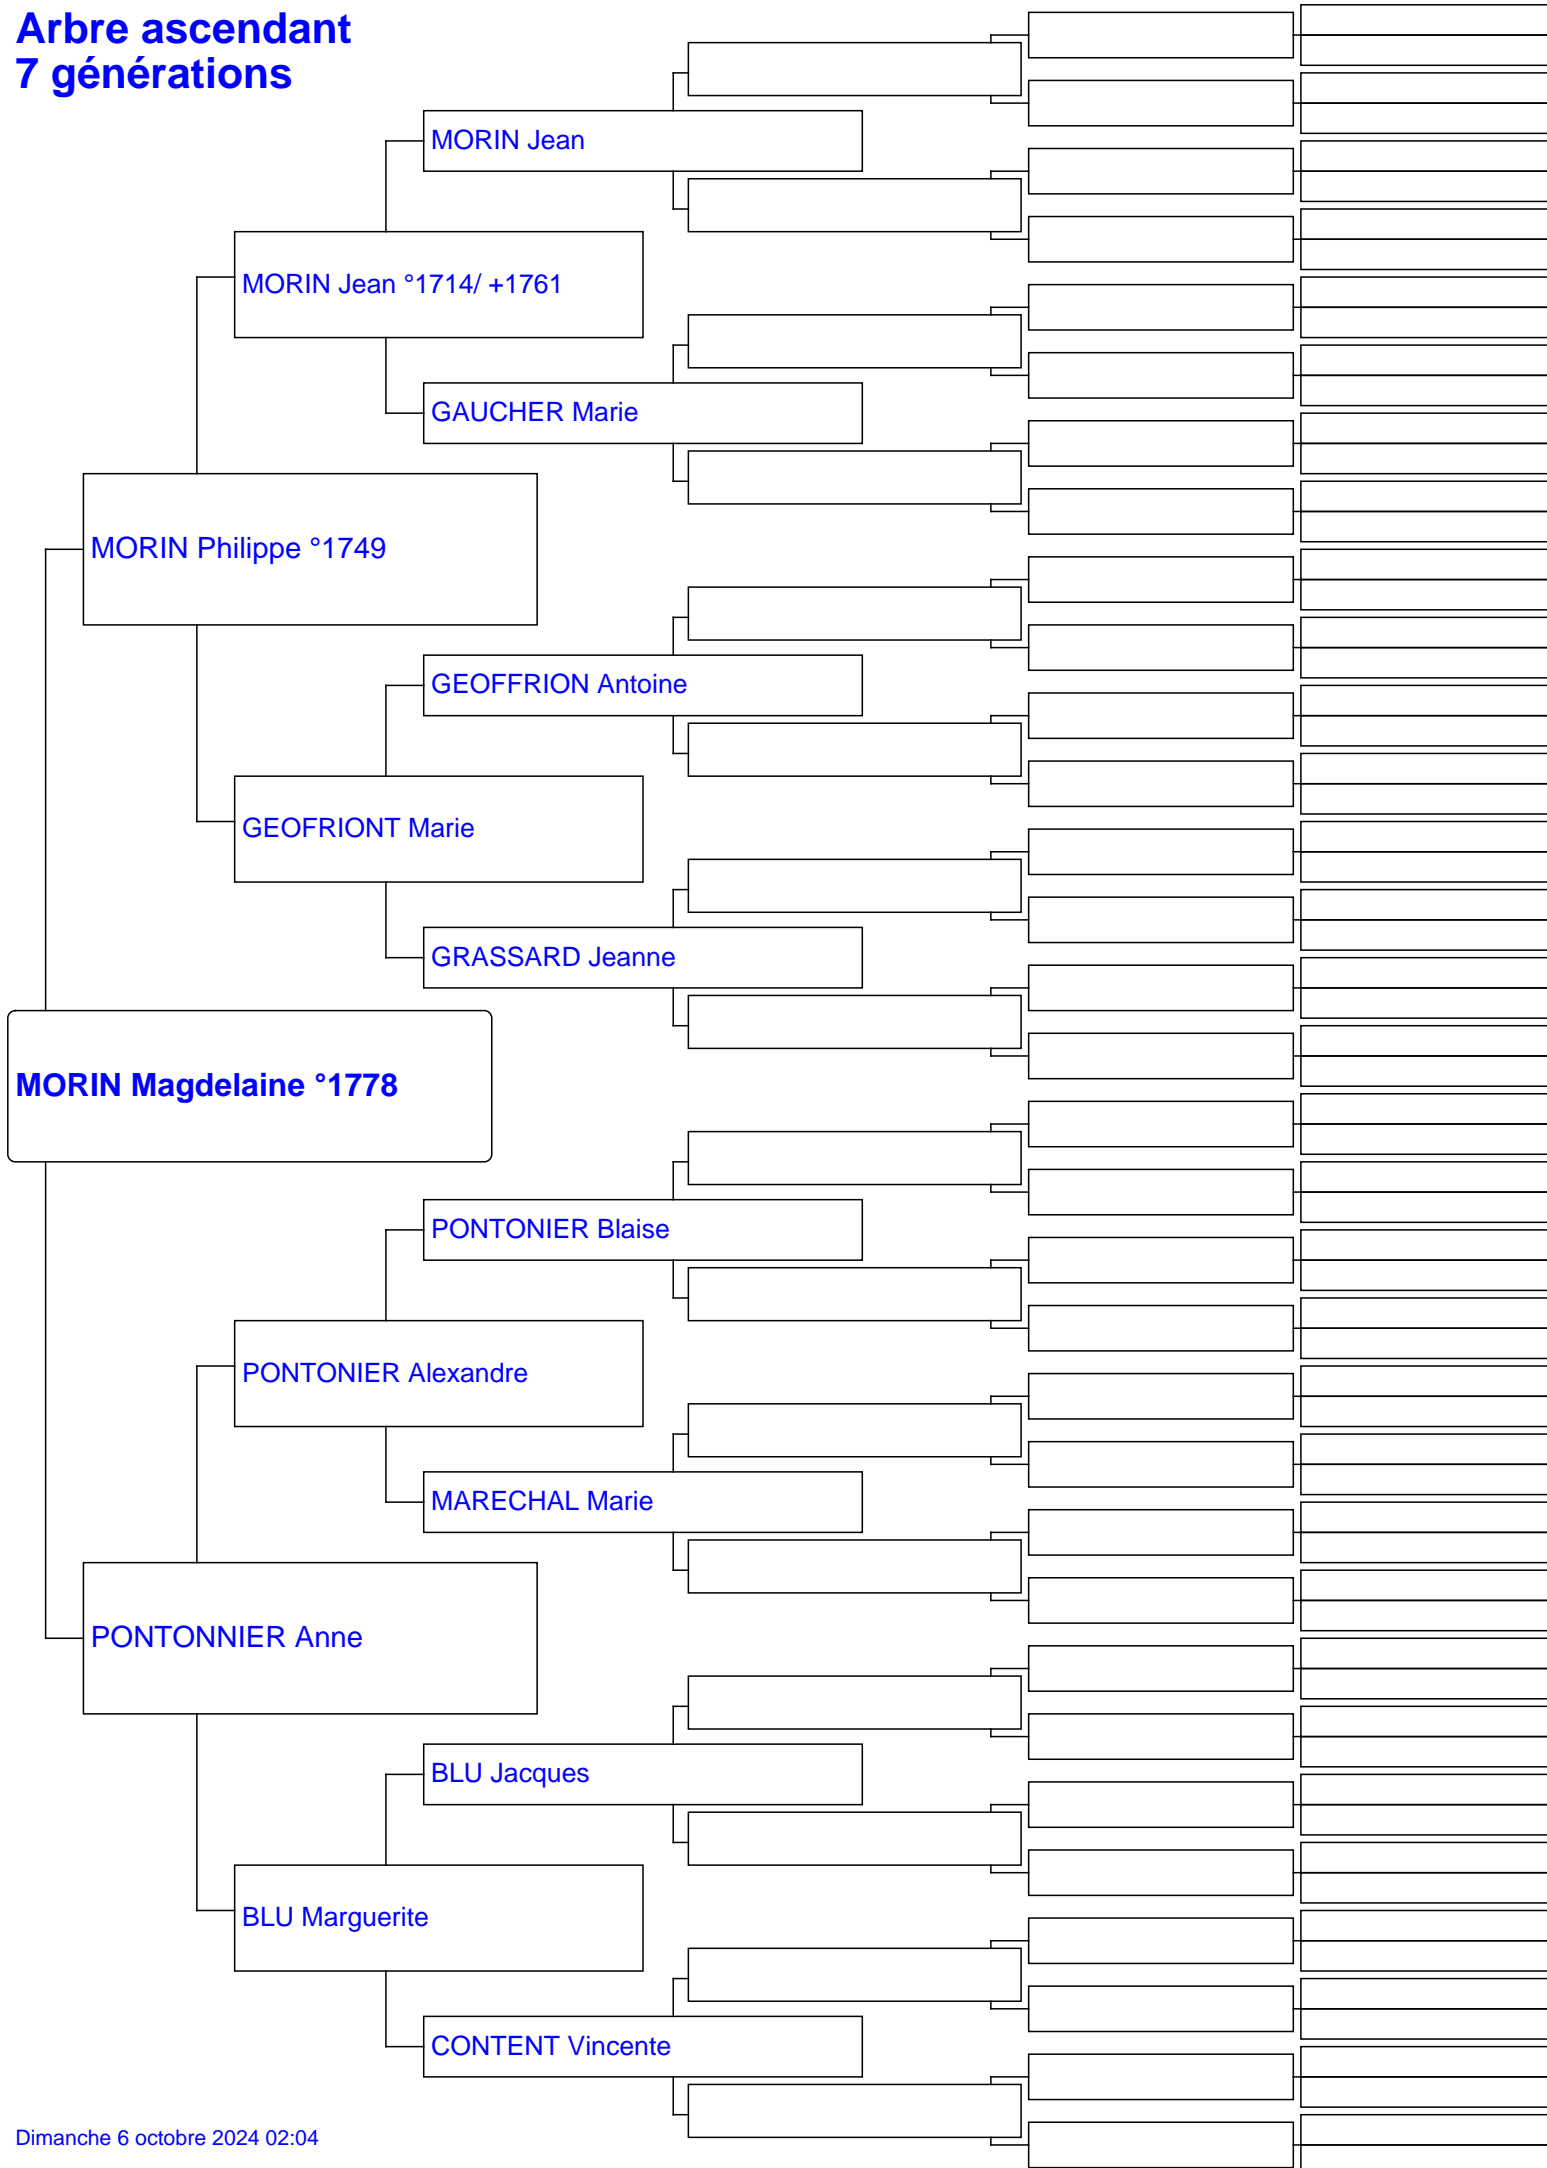 Arbre ascendant
7 générations
MORIN Jean
MORIN Jean °1714/ +1761
GAUCHER Marie
MORIN Philippe °1749
GEOFFRION Antoine
GEOFRIONT Marie
GRASSARD Jeanne
MORIN Magdelaine °1778
PONTONIER Blaise
PONTONIER Alexandre
MARECHAL Marie
PONTONNIER Anne
BLU Jacques
BLU Marguerite
CONTENT Vincente
Dimanche 6 octobre 2024 02:04